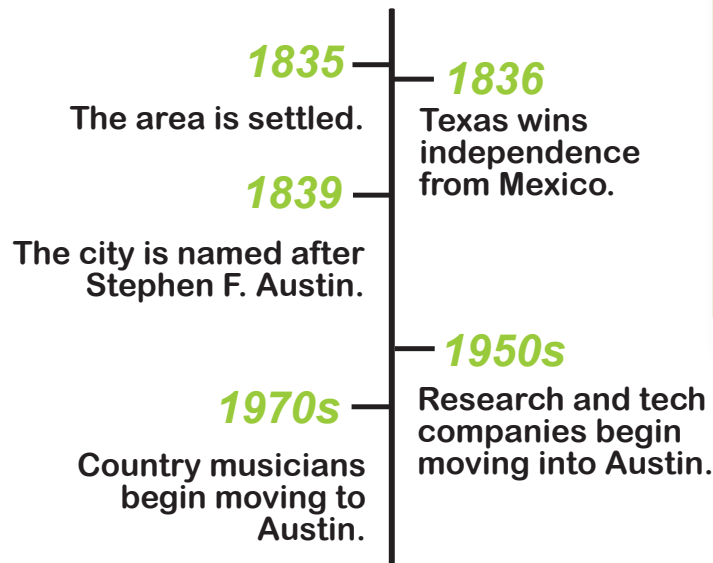 1835
The area is settled.
1836
Texas wins
independence
from Mexico.
1839
The city is named after
Stephen F. Austin.
1950s
Research and tech
companies begin
moving into Austin.
1970s
Country musicians
begin moving to
Austin.